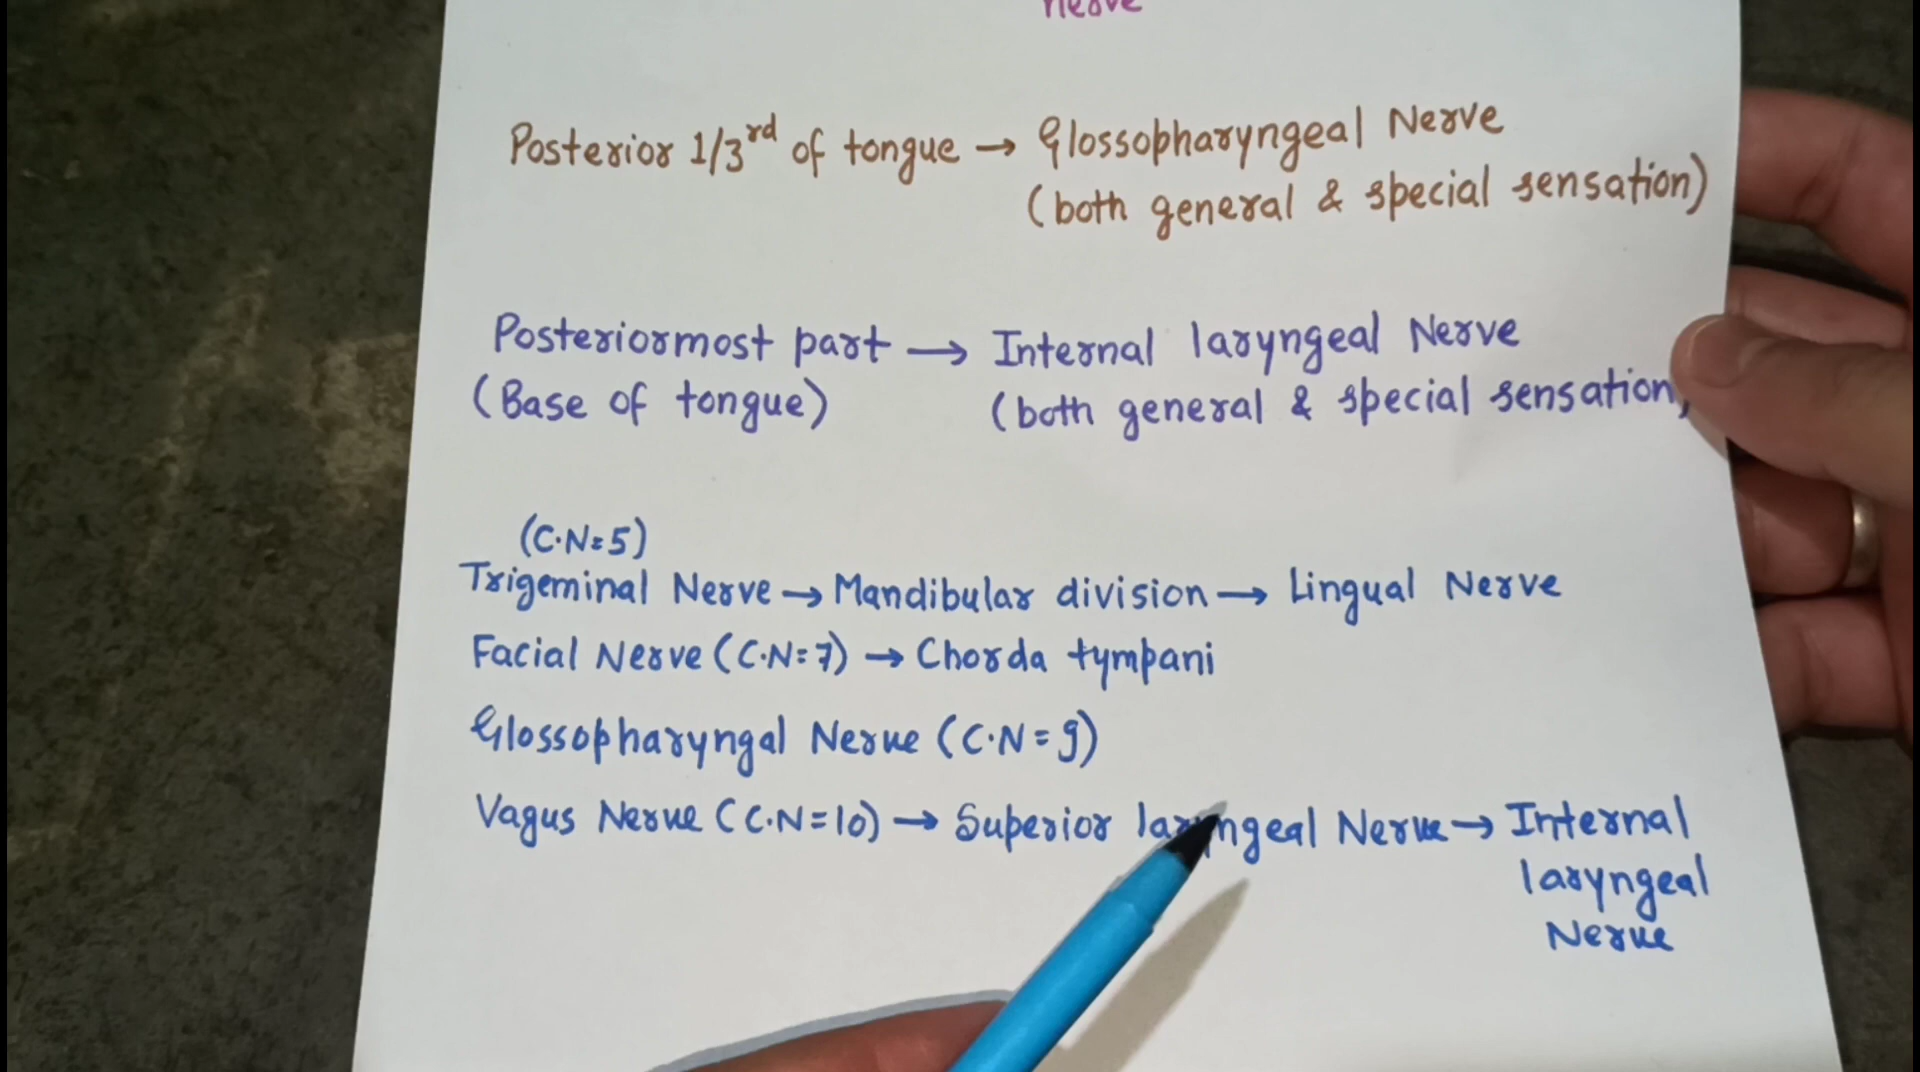 Nerve
Posterior 1/3rd of tongue → Glossopharyngeal Nerve
(both general & special sensation)
Posteriormost part → Internal laryngeal Nerve
(Base of tongue) (both general & special sensation)
(C.N=5)
Trigeminal Nerve → Mandibular division → Lingual Nerve
Facial Nerve (C.N=7) → Chorda tympani
Glossopharyngal Nerve (C.N=9)
Vagus Nerve (C.N=10) → Superior laryngeal Nerve → Internal
laryngeal
Nerve